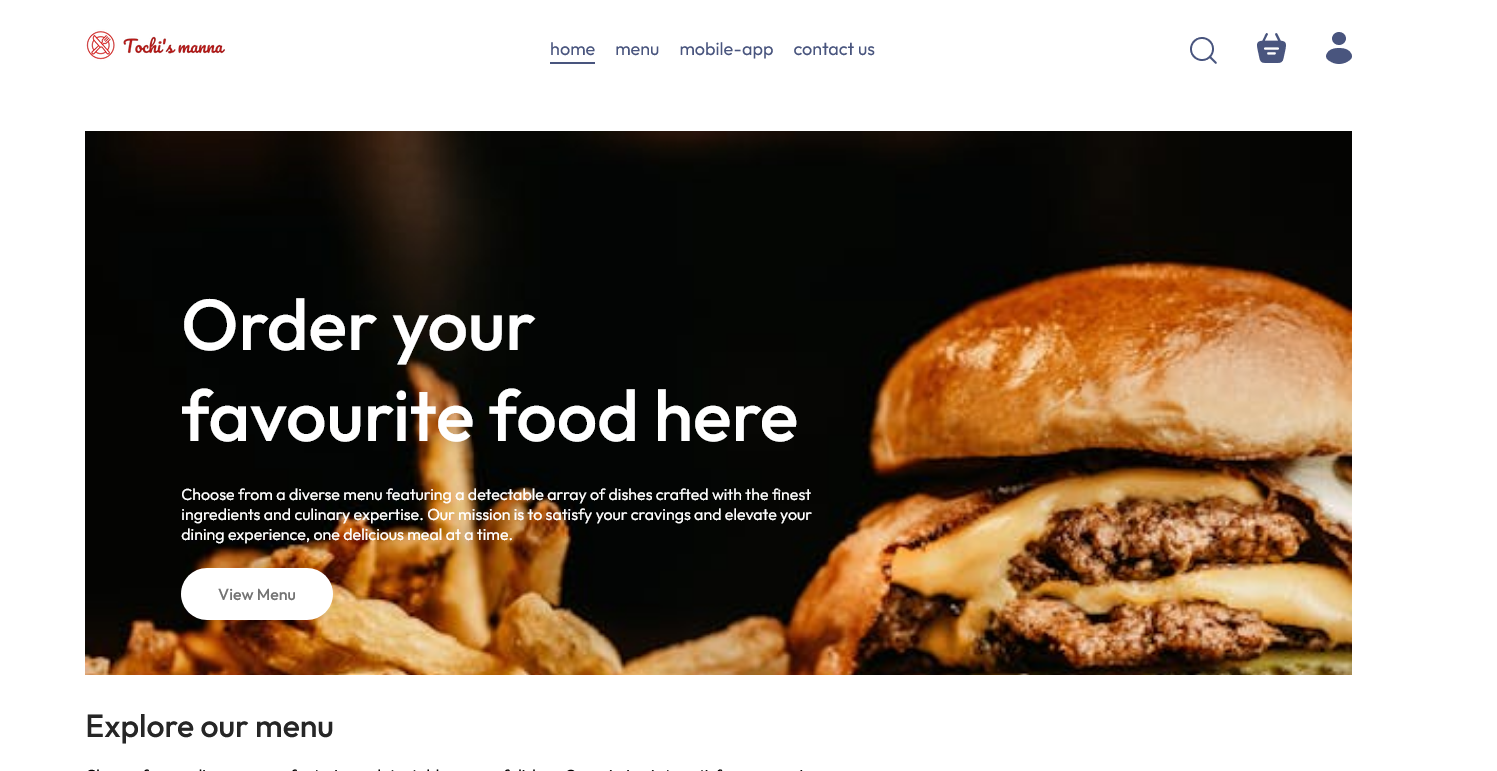 Tochi's manna
home menu mobile-app contact us
Order your
favourite food here
Choose from a diverse menu featuring a detectable array of dishes crafted with the finest
ingredients and culinary expertise. Our mission is to satisfy your cravings and elevate your
dining experience, one delicious meal at a time.
View Menu
Explore our menu